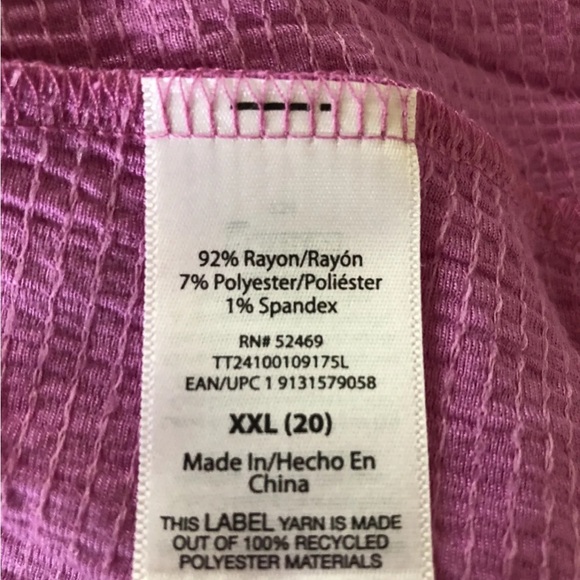 92% Rayon/Rayón
7% Polyester/Poliéster
1% Spandex
RN# 52469
TT24100109175L
EAN/UPC 1 9131579058
XXL (20)
Made In/Hecho En
China
THIS LABEL YARN IS MADE
OUT OF 100% RECYCLED
POLYESTER MATERIALS